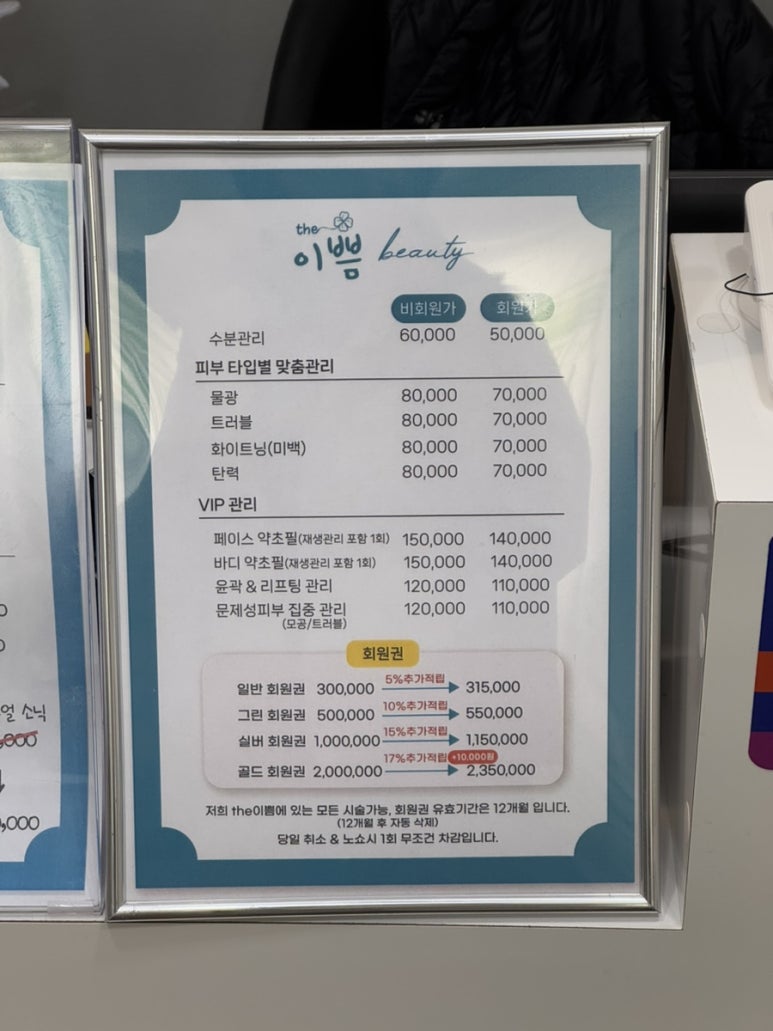 the
이쁨 beauty
비회원가 회원가
수분관리 60,000 50,000
피부 타입별 맞춤관리
물광 80,000 70,000
트러블 80,000 70,000
화이트닝(미백) 80,000 70,000
탄력 80,000 70,000
VIP 관리
페이스 약초필(재생관리 포함 1회) 150,000 140,000
바디 약초필(재생관리 포함 1회) 150,000 140,000
윤곽 & 리프팅 관리 120,000 110,000
문제성피부 집중 관리 120,000 110,000
(모공/트러블)
회원권
5%추가적립
일반 회원권 300,000 315,000
10%추가적립
그린 회원권 500,000 550,000
15%추가적립
실버 회원권 1,000,000 1,150,000
17%추가적립 +10,000원
골드 회원권 2,000,000 2,350,000
저희 the이쁨에 있는 모든 시술가능, 회원권 유효기간은 12개월 입니다.
(12개월 후 자동 삭제)
당일 취소 & 노쇼시 1회 무조건 차감입니다.
소닉